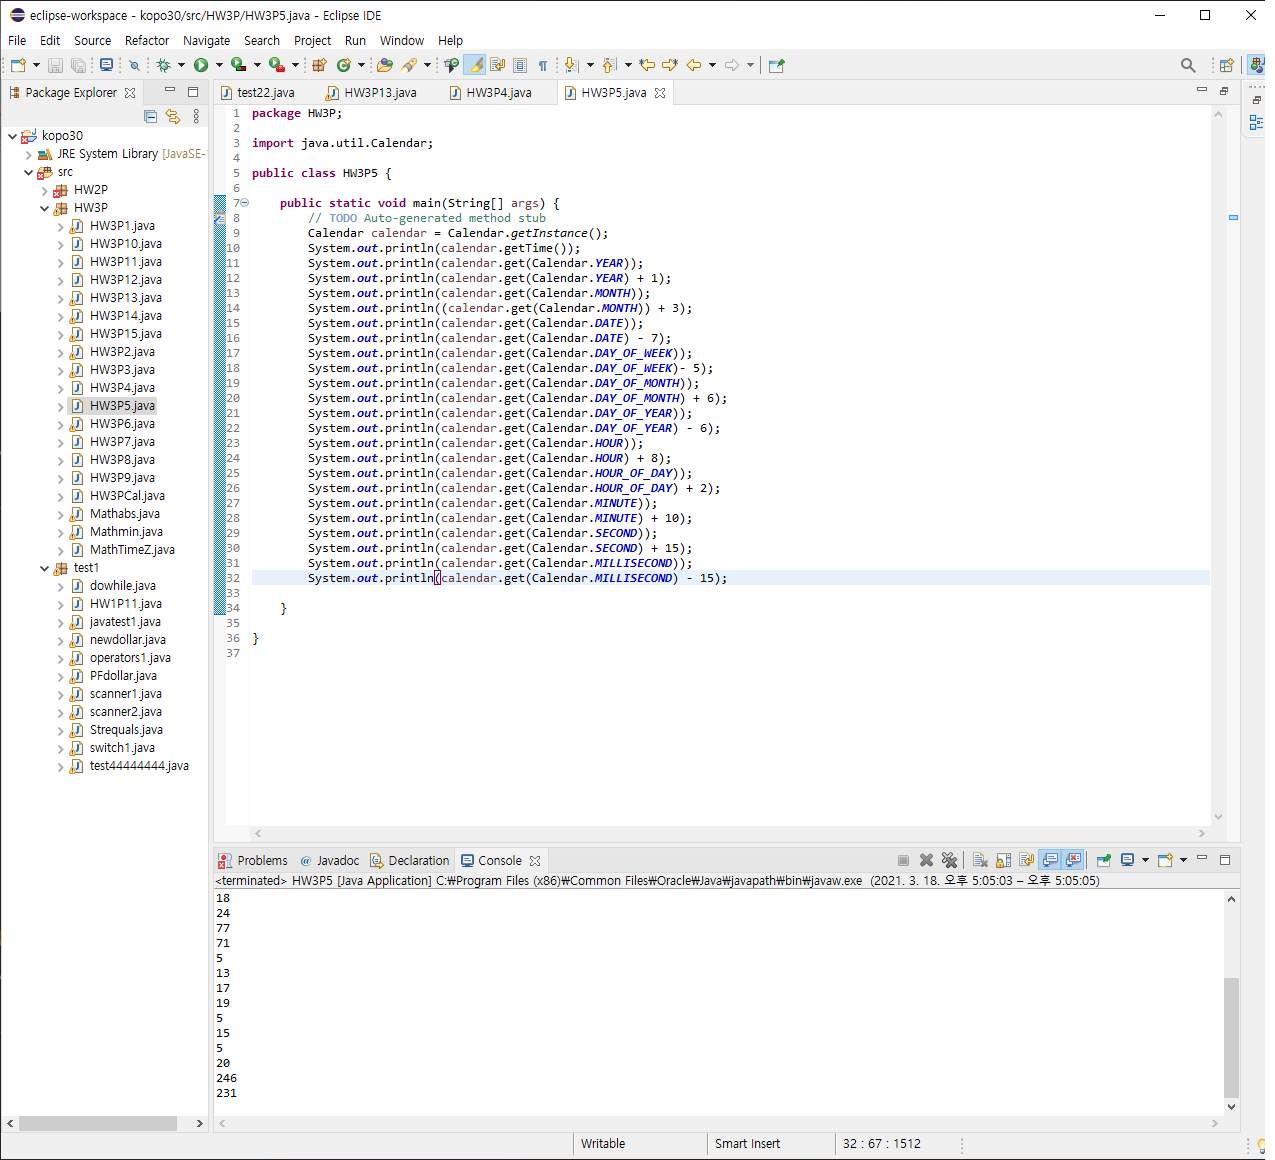 eclipse-workspace - kopo30/src/HW3P/HW3P5.java - Eclipse IDE
File Edit Source Refactor Navigate Search Project Run Window Help
Package Explorer
kopo30
JRE System Library [JavaSE-
src
HW2P
HW3P
HW3P1.java
HW3P10.java
HW3P11.java
HW3P12.java
HW3P13.java
HW3P14.java
HW3P15.java
HW3P2.java
HW3P3.java
HW3P4.java
HW3P5.java
HW3P6.java
HW3P7.java
HW3P8.java
HW3P9.java
HW3PCal.java
Mathabs.java
Mathmin.java
MathTimeZ.java
test1
dowhile.java
HW1P11.java
javatest1.java
newdollar.java
operators1.java
PFdollar.java
scanner1.java
scanner2.java
Strequals.java
switch1.java
test44444444.java
test22.java HW3P13.java HW3P4.java HW3P5.java
1 package HW3P;
2
3 import java.util.Calendar;
4
5 public class HW3P5 {
6
7 public static void main(String[] args) {
8 // TODO Auto-generated method stub
9 Calendar calendar = Calendar.getInstance();
10 System.out.println(calendar.getTime());
11 System.out.println(calendar.get(Calendar.YEAR));
12 System.out.println(calendar.get(Calendar.YEAR) + 1);
13 System.out.println(calendar.get(Calendar.MONTH));
14 System.out.println((calendar.get(Calendar.MONTH)) + 3);
15 System.out.println(calendar.get(Calendar.DATE));
16 System.out.println(calendar.get(Calendar.DATE) - 7);
17 System.out.println(calendar.get(Calendar.DAY_OF_WEEK));
18 System.out.println(calendar.get(Calendar.DAY_OF_WEEK)- 5);
19 System.out.println(calendar.get(Calendar.DAY_OF_MONTH));
20 System.out.println(calendar.get(Calendar.DAY_OF_MONTH) + 6);
21 System.out.println(calendar.get(Calendar.DAY_OF_YEAR));
22 System.out.println(calendar.get(Calendar.DAY_OF_YEAR) - 6);
23 System.out.println(calendar.get(Calendar.HOUR));
24 System.out.println(calendar.get(Calendar.HOUR) + 8);
25 System.out.println(calendar.get(Calendar.HOUR_OF_DAY));
26 System.out.println(calendar.get(Calendar.HOUR_OF_DAY) + 2);
27 System.out.println(calendar.get(Calendar.MINUTE));
28 System.out.println(calendar.get(Calendar.MINUTE) + 10);
29 System.out.println(calendar.get(Calendar.SECOND));
30 System.out.println(calendar.get(Calendar.SECOND) + 15);
31 System.out.println(calendar.get(Calendar.MILLISECOND));
32 System.out.println(calendar.get(Calendar.MILLISECOND) - 15);
33
34 }
35
36 }
37
Problems Javadoc Declaration Console
<terminated> HW3P5 [Java Application] C:₩Program Files (x86)₩Common Files₩Oracle₩Java₩javapath₩bin₩javaw.exe (2021. 3. 18. 오후 5:05:03 – 오후 5:05:05)
18
24
77
71
5
13
17
19
5
15
5
20
246
231
Writable Smart Insert 32 : 67 : 1512